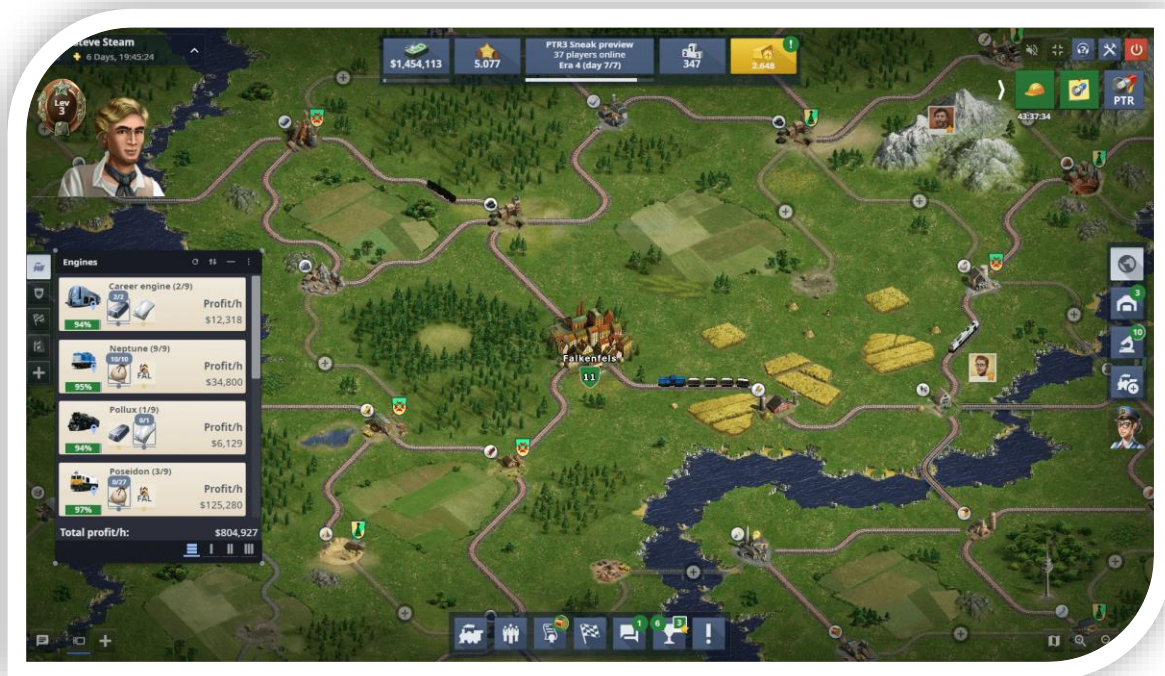 Steve Steam
6 Days, 19:45:24
Lev
3
$1,454,113
5.077
PTR3 Sneak preview
37 players online
Era 4 (day 7/7)
347
2.648
!
PTR
43:37:34
Engines
Career engine (2/9)
2/2
Profit/h
$12,318
94%
Neptune (9/9)
10/10
FAL
Profit/h
$34,800
95%
Pollux (1/9)
0/1
Profit/h
$6,129
94%
Poseidon (3/9)
0/27
FAL
Profit/h
$125,280
97%
Total profit/h: $804,927
Falkenfels
11
3
10
1
6
3
!